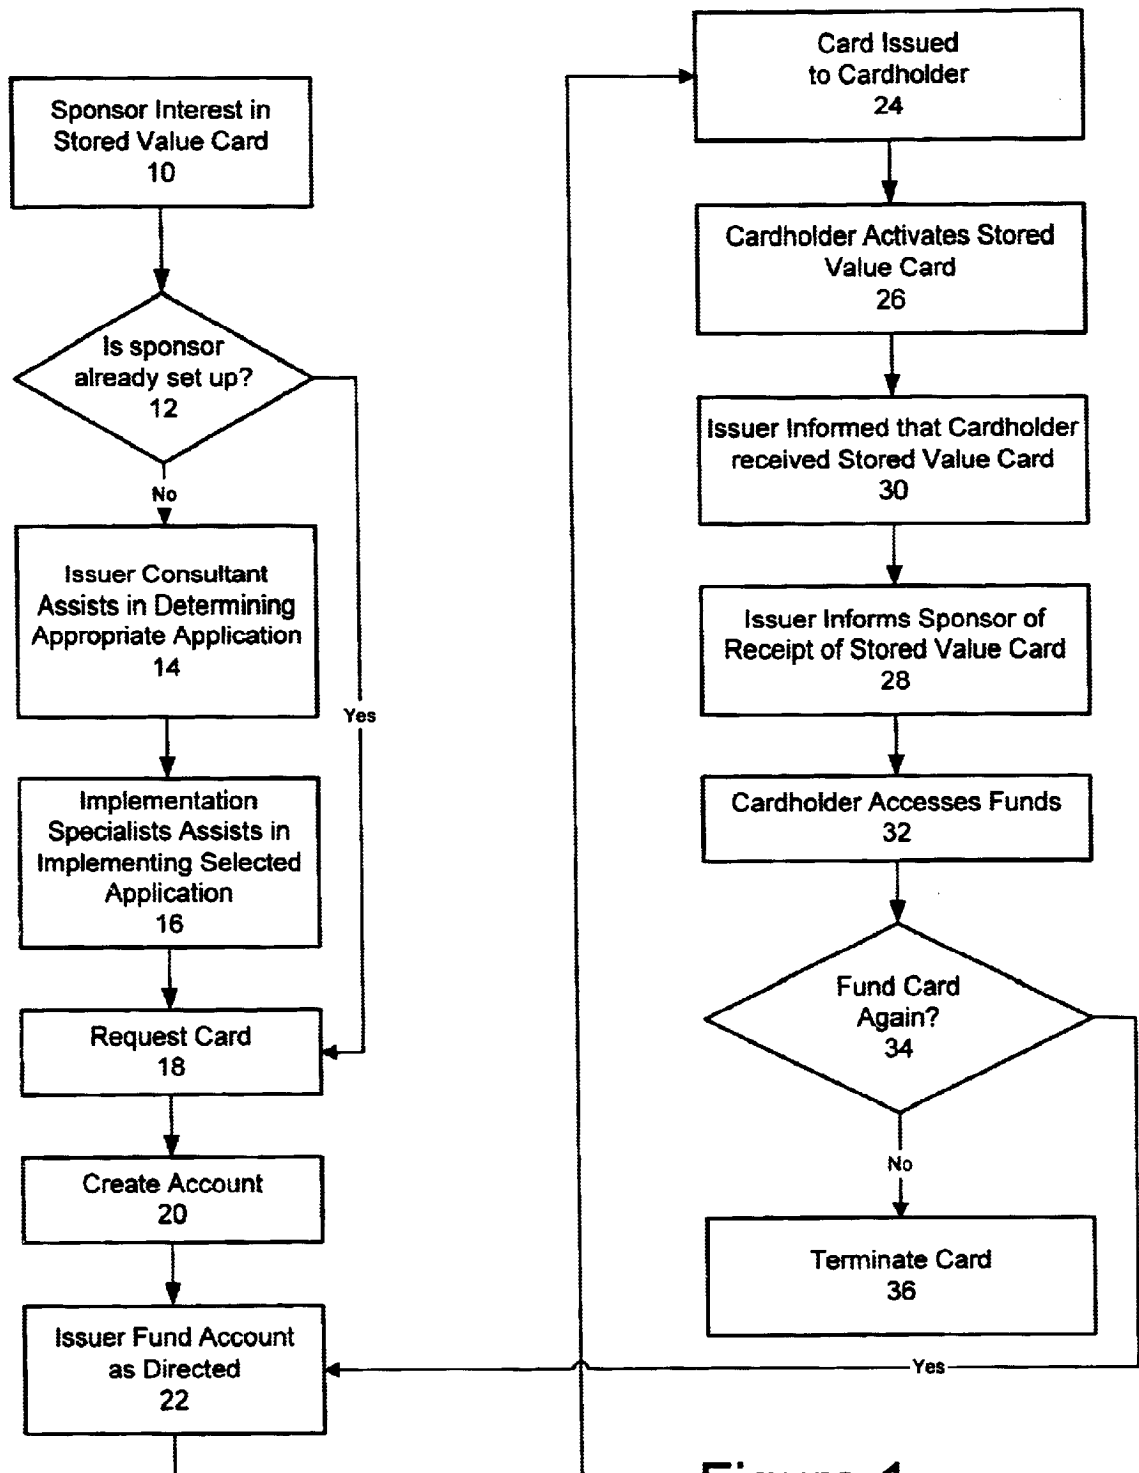 Sponsor Interest in
Stored Value Card
10
Is sponsor
already set up?
12
No
Yes
Issuer Consultant
Assists in Determining
Appropriate Application
14
Implementation
Specialists Assists in
Implementing Selected
Application
16
Request Card
18
Create Account
20
Issuer Fund Account
as Directed
22
Card Issued
to Cardholder
24
Cardholder Activates Stored
Value Card
26
Issuer Informed that Cardholder
received Stored Value Card
30
Issuer Informs Sponsor of
Receipt of Stored Value Card
28
Cardholder Accesses Funds
32
Fund Card
Again?
34
No
Terminate Card
36
Yes
Figure 1